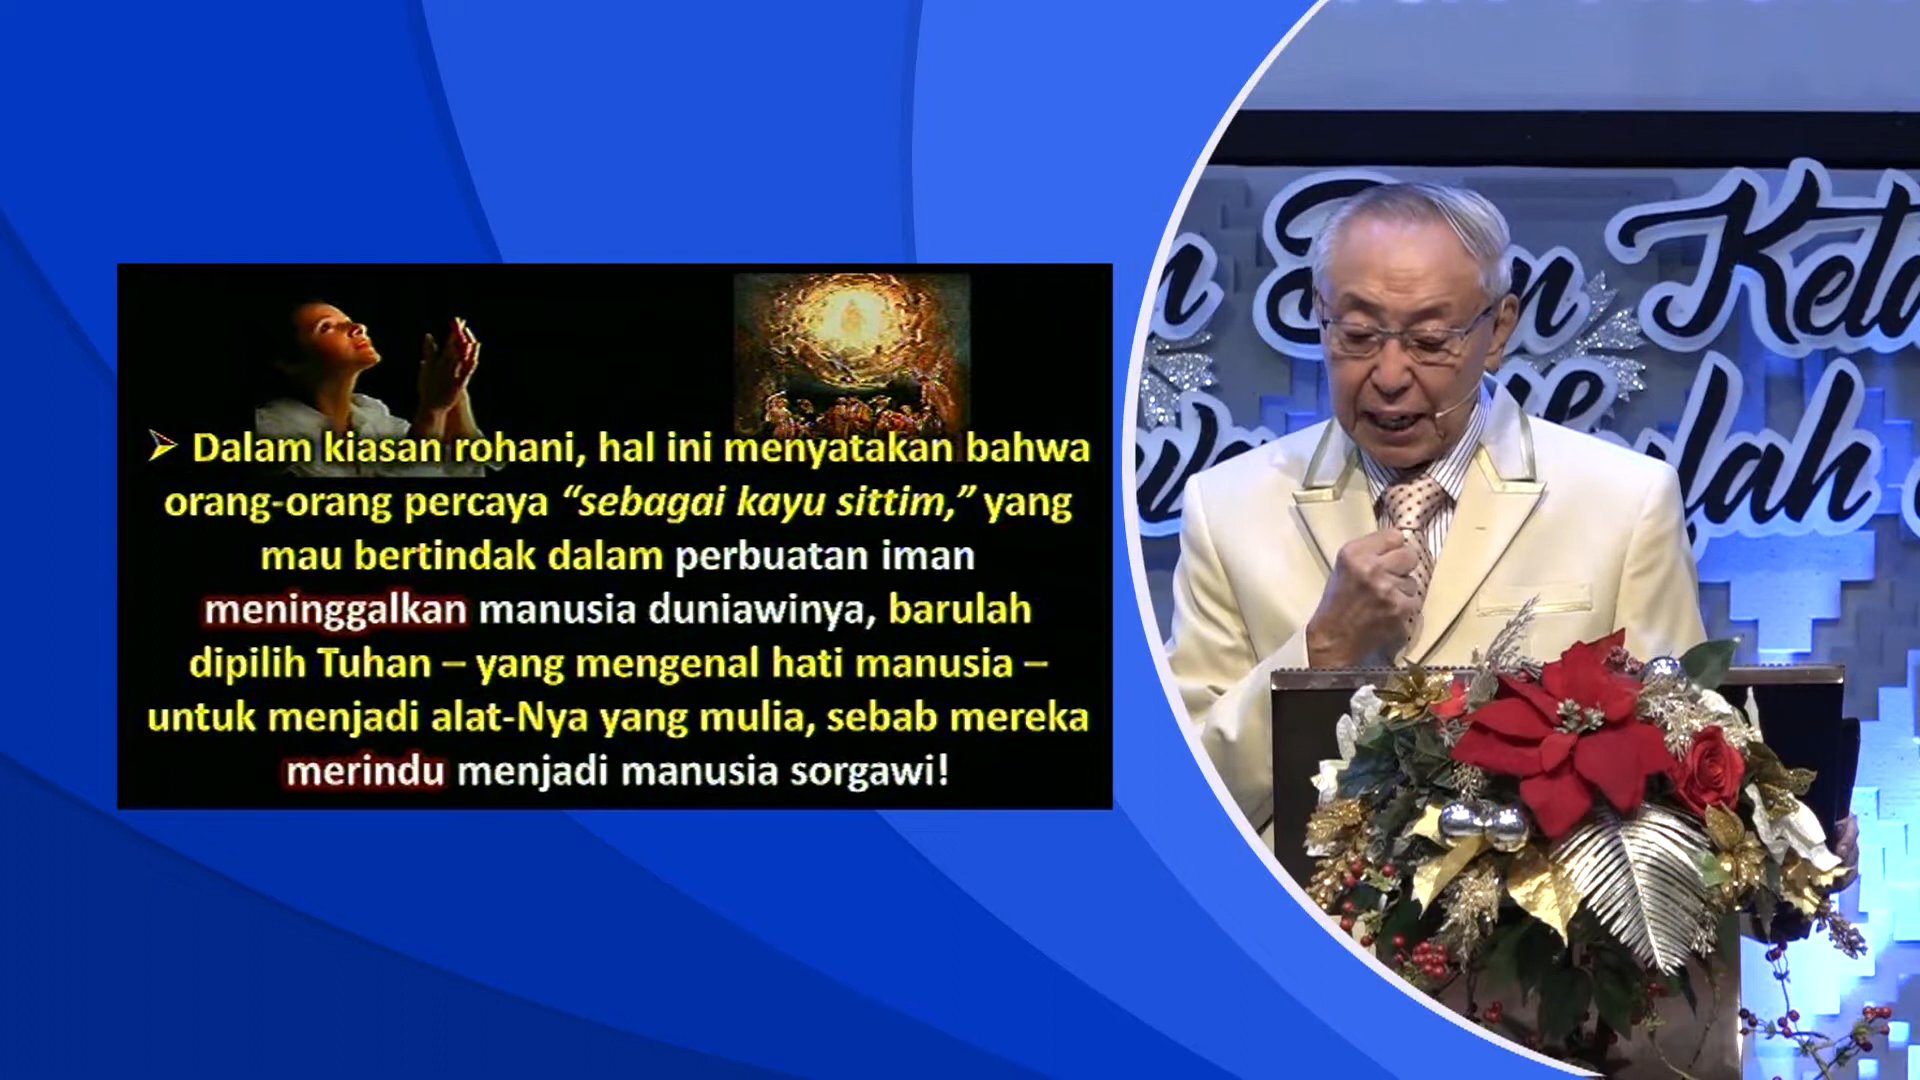 ➢ Dalam kiasan rohani, hal ini menyatakan bahwa
orang-orang percaya “sebagai kayu sittim,” yang
mau bertindak dalam perbuatan iman
meninggalkan manusia duniawinya, barulah
dipilih Tuhan – yang mengenal hati manusia –
untuk menjadi alat-Nya yang mulia, sebab mereka
merindu menjadi manusia sorgawi!